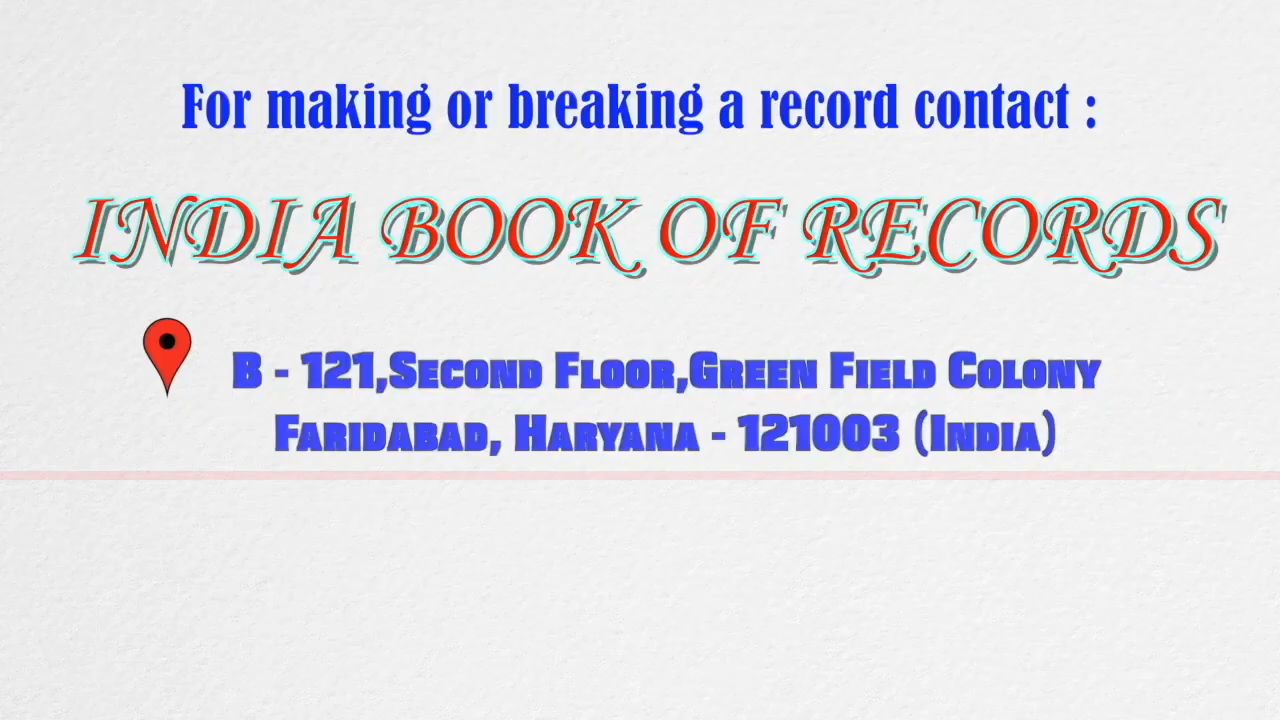 For making or breaking a record contact :
INDIA BOOK OF RECORDS
B - 121,Second Floor,Green Field Colony
Faridabad, Haryana - 121003 (India)